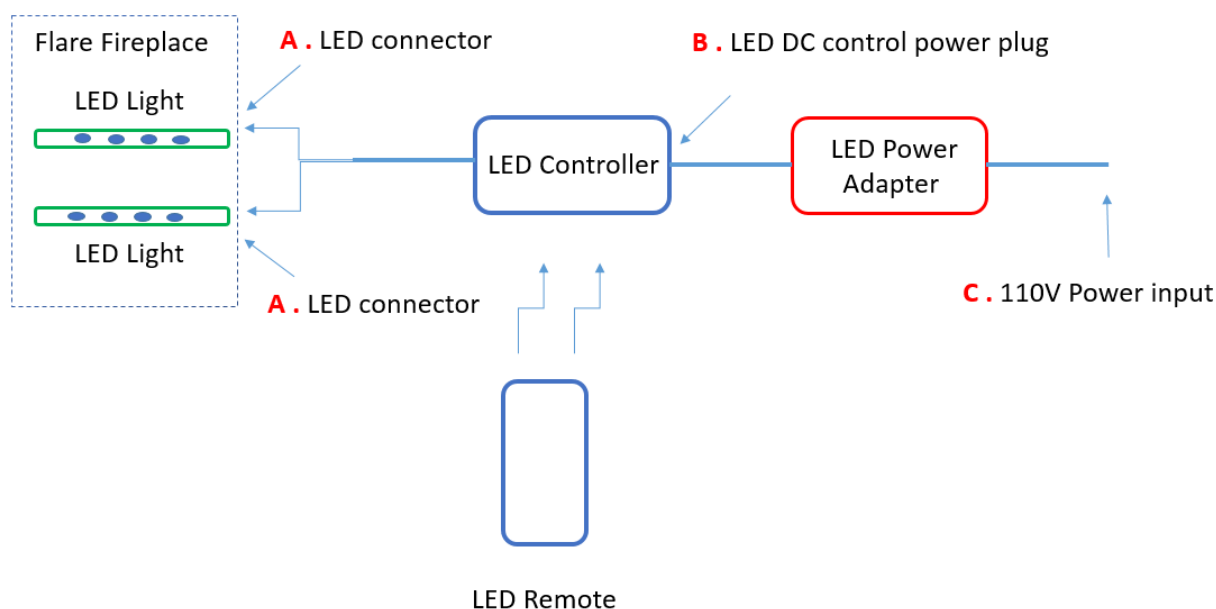 Flare Fireplace
LED Light
LED Light
A . LED connector
A . LED connector
LED Controller
B . LED DC control power plug
LED Power
Adapter
C . 110V Power input
LED Remote